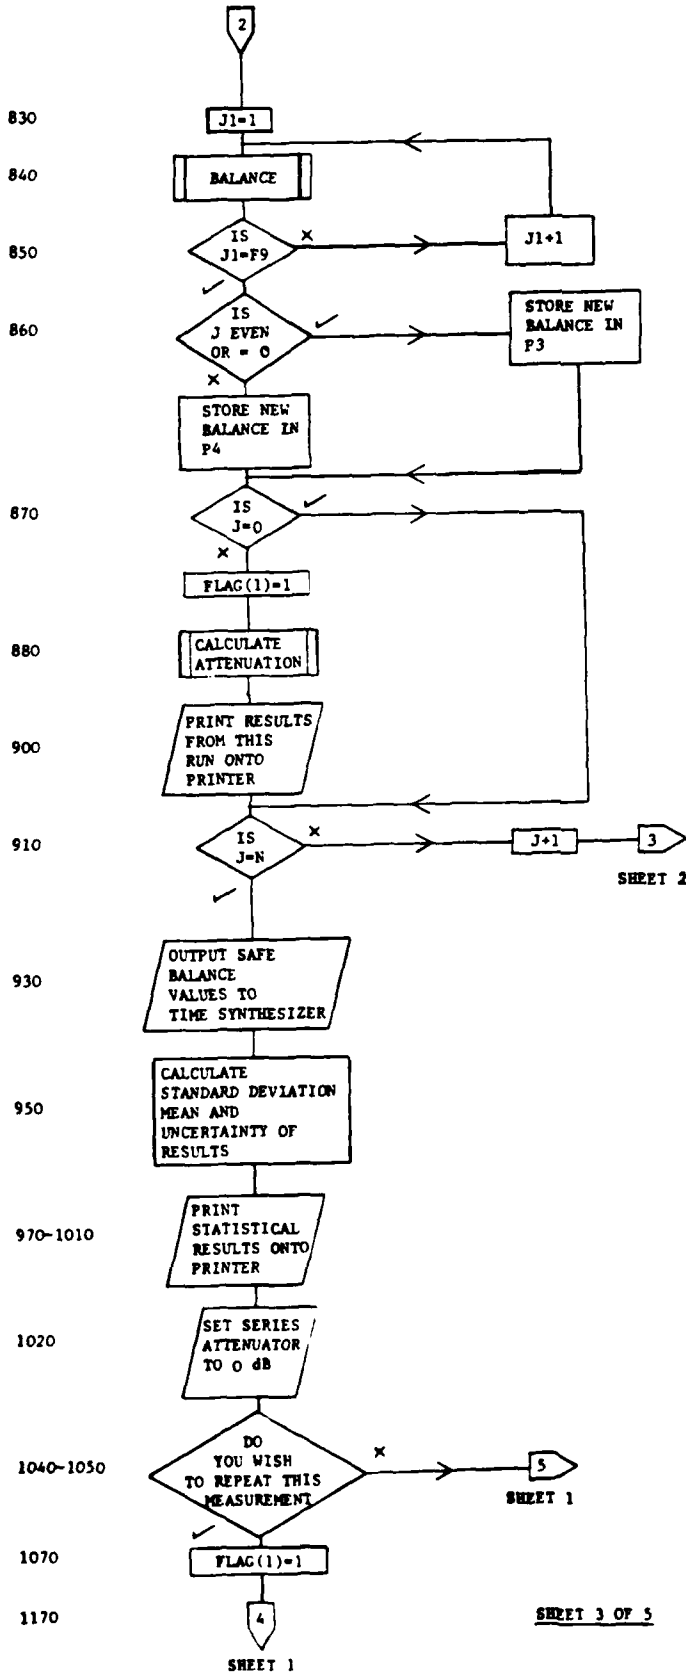 2
830
J1=1
840
BALANCE
850
IS
J1=F9
×
J1+1
✓
860
IS
J EVEN
OR = 0
✓
STORE NEW
BALANCE IN
P3
×
STORE NEW
BALANCE IN
P4
870
IS
J=0
✓
×
FLAG(1)=1
880
CALCULATE
ATTENUATION
900
PRINT RESULTS
FROM THIS
RUN ONTO
PRINTER
910
IS
J=N
×
J+1
3
SHEET 2
✓
930
OUTPUT SAFE
BALANCE
VALUES TO
TIME SYNTHESIZER
950
CALCULATE
STANDARD DEVIATION
MEAN AND
UNCERTAINTY OF
RESULTS
970-1010
PRINT
STATISTICAL
RESULTS ONTO
PRINTER
1020
SET SERIES
ATTENUATOR
TO 0 dB
1040-1050
DO
YOU WISH
TO REPEAT THIS
MEASUREMENT
×
5
SHEET 1
✓
1070
FLAG(1)=1
1170
4
SHEET 1
SHEET 3 OF 5